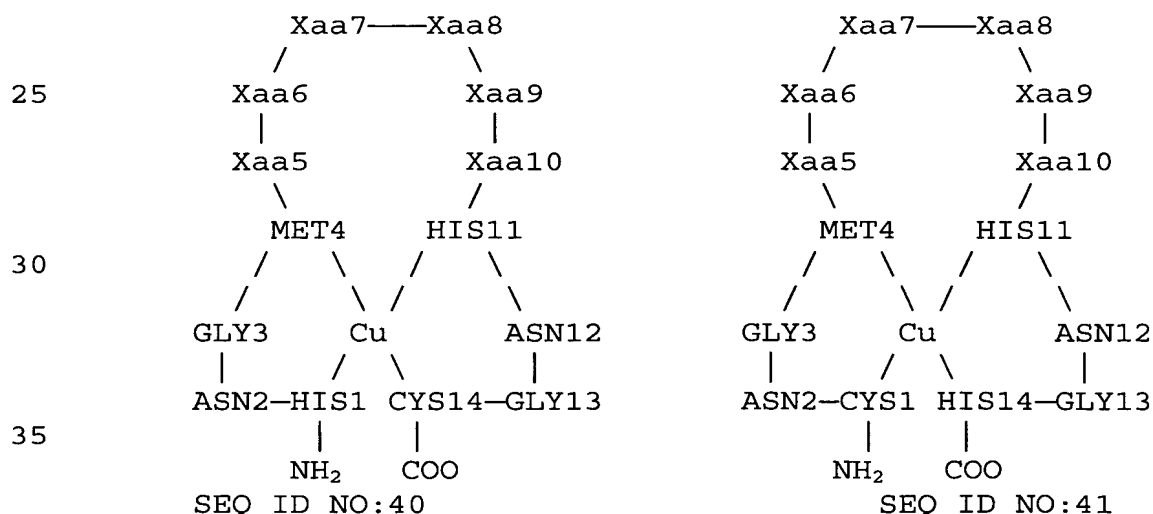 Xaa7 Xaa8 Xaa7 Xaa8
25 Xaa6 Xaa9 Xaa6 Xaa9
Xaa5 Xaa10 Xaa5 Xaa10
MET4 HIS11 MET4 HIS11
30
GLY3 Cu ASN12 GLY3 Cu ASN12
ASN2-HIS1 CYS14-GLY13 ASN2-CYS1 HIS14-GLY13
35
NH₂ COO NH₂ COO
SEQ ID NO:40 SEQ ID NO:41